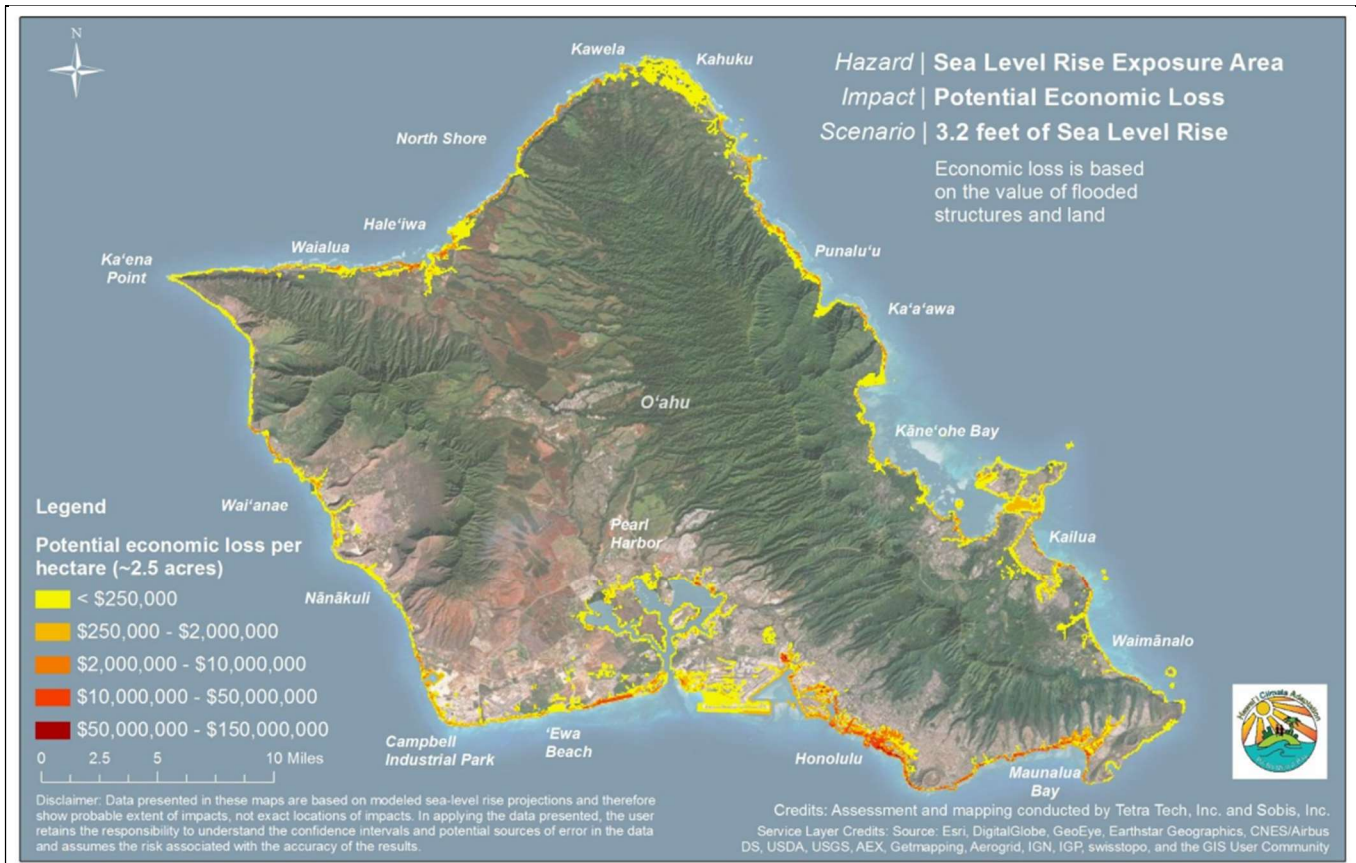 N
Kawela
Kahuku
Hazard | Sea Level Rise Exposure Area
Impact | Potential Economic Loss
Scenario | 3.2 feet of Sea Level Rise
Economic loss is based
on the value of flooded
structures and land
North Shore
Hale‘iwa
Waialua
Ka‘ena
Point
Punalu‘u
Ka‘a‘awa
O‘ahu
Kāne‘ohe Bay
Wai‘anae
Pearl
Harbor
Kailua
Nānākuli
Waimānalo
Campbell
Industrial Park
‘Ewa
Beach
Honolulu
Maunalua
Bay
Legend
Potential economic loss per
hectare (~2.5 acres)
< $250,000
$250,000 - $2,000,000
$2,000,000 - $10,000,000
$10,000,000 - $50,000,000
$50,000,000 - $150,000,000
0 2.5 5 10 Miles
Disclaimer: Data presented in these maps are based on modeled sea-level rise projections and therefore
show probable extent of impacts, not exact locations of impacts. In applying the data presented, the user
retains the responsibility to understand the confidence intervals and potential sources of error in the data
and assumes the risk associated with the accuracy of the results.
Hawai‘i Climate Adaptation
Credits: Assessment and mapping conducted by Tetra Tech, Inc. and Sobis, Inc.
Service Layer Credits: Source: Esri, DigitalGlobe, GeoEye, Earthstar Geographics, CNES/Airbus
DS, USDA, USGS, AEX, Getmapping, Aerogrid, IGN, IGP, swisstopo, and the GIS User Community